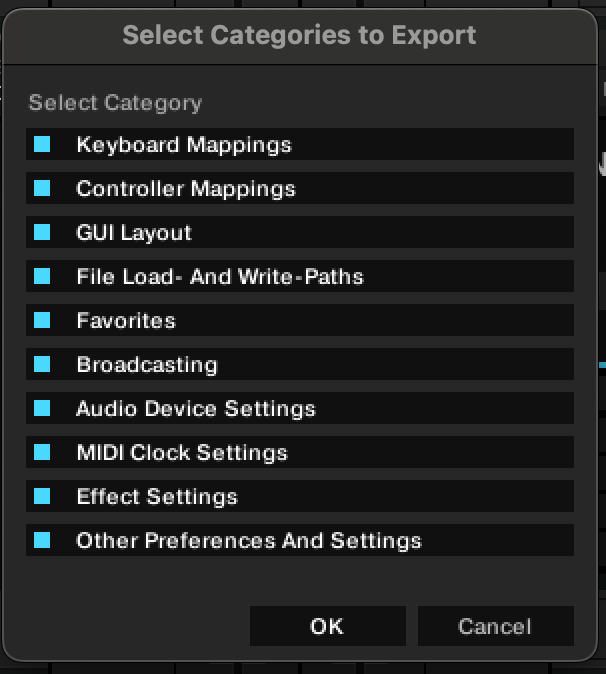 Select Categories to Export
Select Category
Keyboard Mappings
Controller Mappings
GUI Layout
File Load- And Write-Paths
Favorites
Broadcasting
Audio Device Settings
MIDI Clock Settings
Effect Settings
Other Preferences And Settings
OK
Cancel